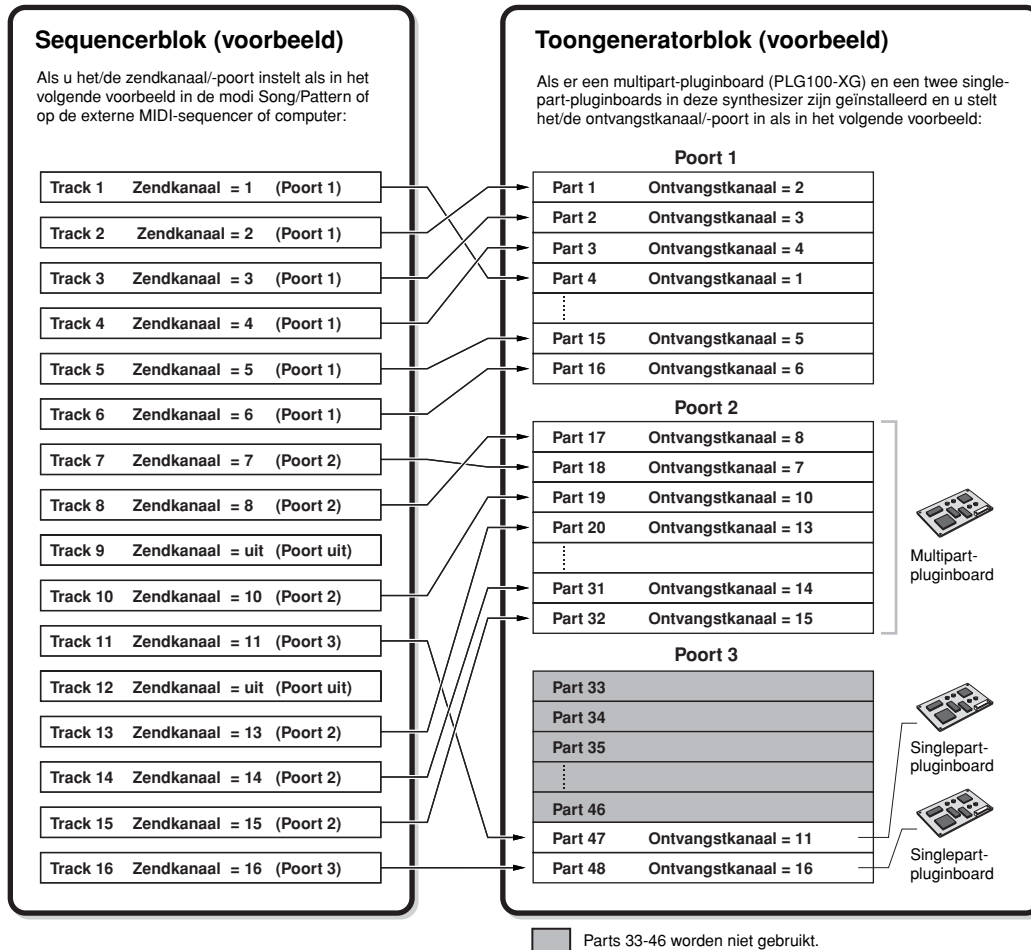 Sequencerblok (voorbeeld)
Als u het/de zendkanaal/-poort instelt als in het
volgende voorbeeld in de modi Song/Pattern of
op de externe MIDI-sequencer of computer:
Track 1 Zendkanaal = 1 (Poort 1)
Track 2 Zendkanaal = 2 (Poort 1)
Track 3 Zendkanaal = 3 (Poort 1)
Track 4 Zendkanaal = 4 (Poort 1)
Track 5 Zendkanaal = 5 (Poort 1)
Track 6 Zendkanaal = 6 (Poort 1)
Track 7 Zendkanaal = 7 (Poort 2)
Track 8 Zendkanaal = 8 (Poort 2)
Track 9 Zendkanaal = uit (Poort uit)
Track 10 Zendkanaal = 10 (Poort 2)
Track 11 Zendkanaal = 11 (Poort 3)
Track 12 Zendkanaal = uit (Poort uit)
Track 13 Zendkanaal = 13 (Poort 2)
Track 14 Zendkanaal = 14 (Poort 2)
Track 15 Zendkanaal = 15 (Poort 2)
Track 16 Zendkanaal = 16 (Poort 3)
Toongeneratorblok (voorbeeld)
Als er een multipart-pluginboard (PLG100-XG) en een twee single-
part-pluginboards in deze synthesizer zijn geïnstalleerd en u stelt
het/de ontvangstkanaal/-poort in als in het volgende voorbeeld:
Poort 1
Part 1 Ontvangstkanaal = 2
Part 2 Ontvangstkanaal = 3
Part 3 Ontvangstkanaal = 4
Part 4 Ontvangstkanaal = 1
Part 15 Ontvangstkanaal = 5
Part 16 Ontvangstkanaal = 6
Poort 2
Part 17 Ontvangstkanaal = 8
Part 18 Ontvangstkanaal = 7
Part 19 Ontvangstkanaal = 10
Part 20 Ontvangstkanaal = 13
Part 31 Ontvangstkanaal = 14
Part 32 Ontvangstkanaal = 15
Multipart-
pluginboard
Poort 3
Part 33
Part 34
Part 35
Part 46
Part 47 Ontvangstkanaal = 11
Part 48 Ontvangstkanaal = 16
Singlepart-
pluginboard
Singlepart-
pluginboard
Parts 33-46 worden niet gebruikt.